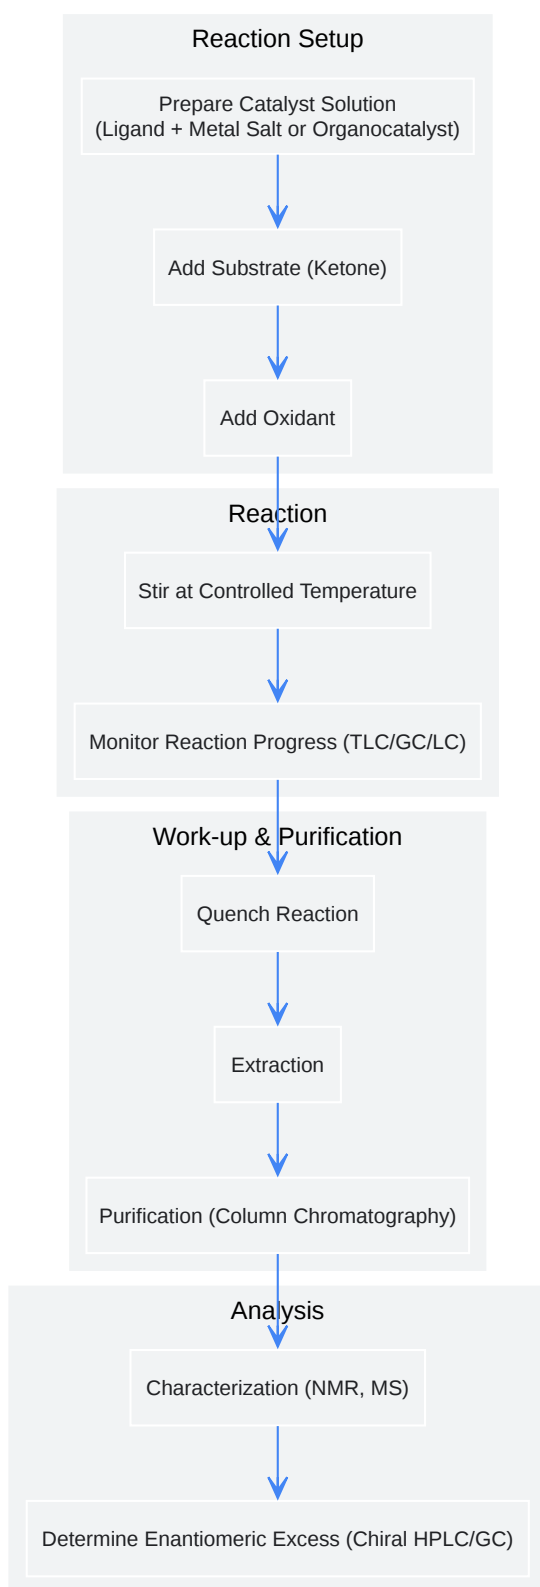 Reaction Setup
Prepare Catalyst Solution
(Ligand + Metal Salt or Organocatalyst)
Add Substrate (Ketone)
Add Oxidant
Reaction
Stir at Controlled Temperature
Monitor Reaction Progress (TLC/GC/LC)
Work-up & Purification
Quench Reaction
Extraction
Purification (Column Chromatography)
Analysis
Characterization (NMR, MS)
Determine Enantiomeric Excess (Chiral HPLC/GC)